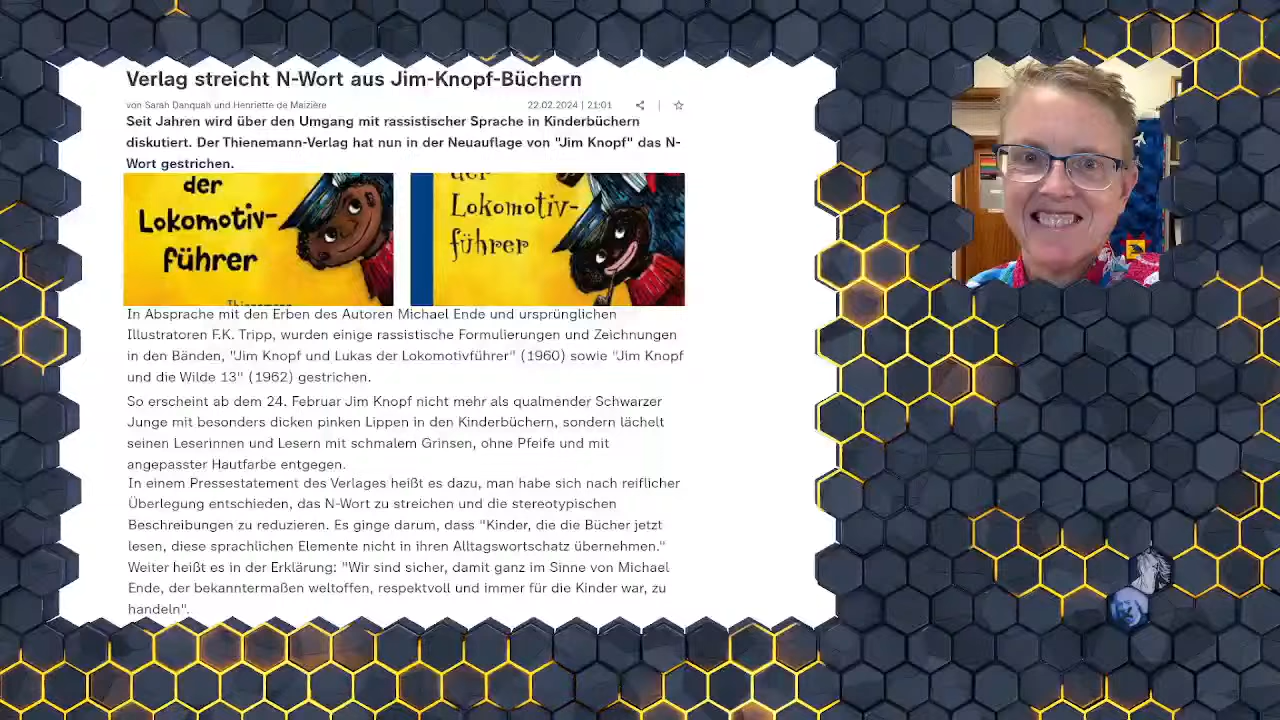 Verlag streicht N-Wort aus Jim-Knopf-Büchern
von Sarah Danquah und Henriette de Maizière
22.02.2024 | 21:01
Seit Jahren wird über den Umgang mit rassistischer Sprache in Kinderbüchern
diskutiert. Der Thienemann-Verlag hat nun in der Neuauflage von "Jim Knopf" das N-
Wort gestrichen.
der
Lokomotiv-
führer
Thienemann
der
Lokomotiv-
führer
In Absprache mit den Erben des Autoren Michael Ende und ursprünglichen
Illustratoren F.K. Tripp, wurden einige rassistische Formulierungen und Zeichnungen
in den Bänden, "Jim Knopf und Lukas der Lokomotivführer" (1960) sowie "Jim Knopf
und die Wilde 13" (1962) gestrichen.
So erscheint ab dem 24. Februar Jim Knopf nicht mehr als qualmender Schwarzer
Junge mit besonders dicken pinken Lippen in den Kinderbüchern, sondern lächelt
seinen Leserinnen und Lesern mit schmalem Grinsen, ohne Pfeife und mit
angepasster Hautfarbe entgegen.
In einem Pressestatement des Verlages heißt es dazu, man habe sich nach reiflicher
Überlegung entschieden, das N-Wort zu streichen und die stereotypischen
Beschreibungen zu reduzieren. Es ginge darum, dass "Kinder, die die Bücher jetzt
lesen, diese sprachlichen Elemente nicht in ihren Alltagswortschatz übernehmen."
Weiter heißt es in der Erklärung: "Wir sind sicher, damit ganz im Sinne von Michael
Ende, der bekanntermaßen weltoffen, respektvoll und immer für die Kinder war, zu
handeln".